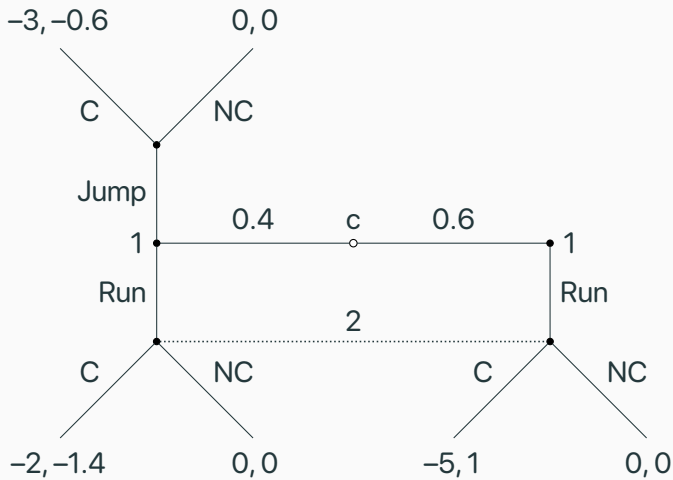 –3, –0.6 0, 0
C NC
Jump
0.4 c 0.6
1 1
Run Run
2
C NC C NC
–2, –1.4 0, 0 –5, 1 0, 0